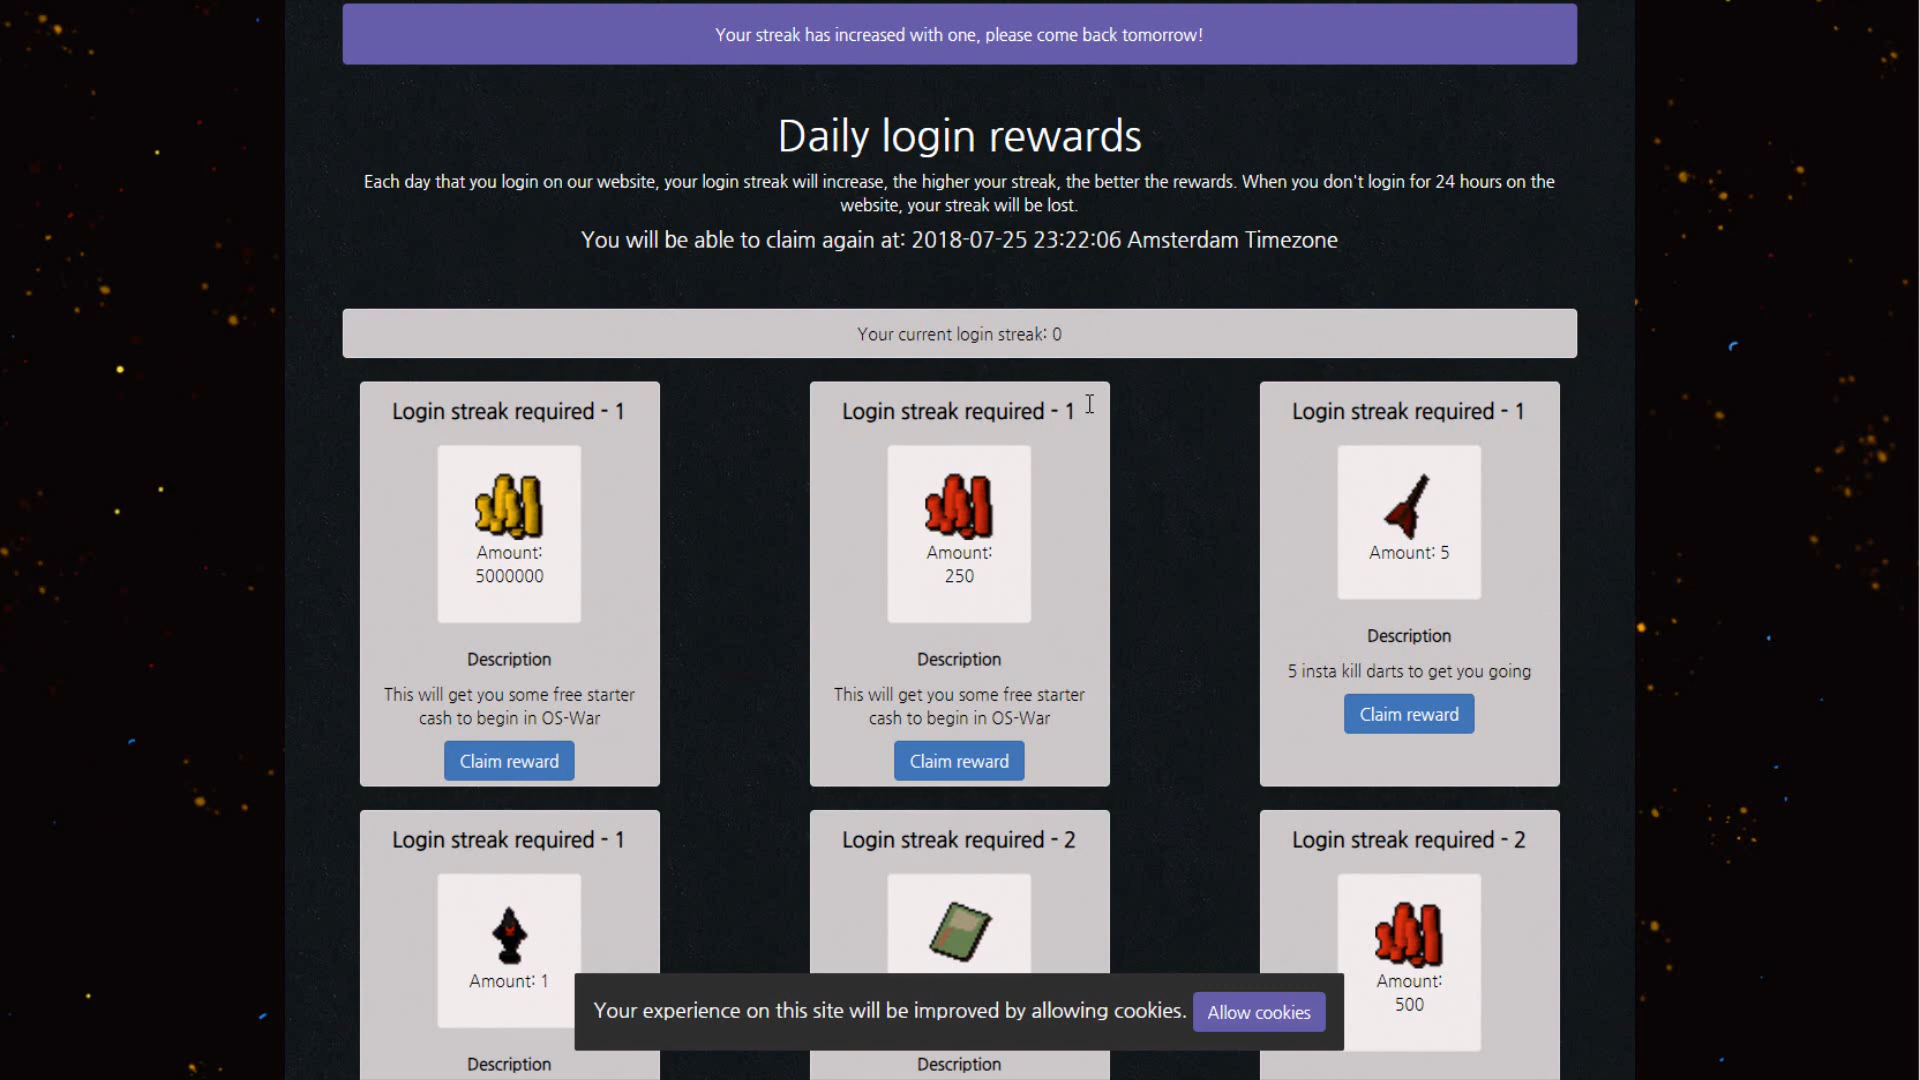 Your streak has increased with one, please come back tomorrow!
Daily login rewards
Each day that you login on our website, your login streak will increase, the higher your streak, the better the rewards. When you don't login for 24 hours on the
website, your streak will be lost.
You will be able to claim again at: 2018-07-25 23:22:06 Amsterdam Timezone
Your current login streak: 0
Login streak required - 1
Amount:
5000000
Description
This will get you some free starter
cash to begin in OS-War
Claim reward
Login streak required - 1
Amount:
250
Description
This will get you some free starter
cash to begin in OS-War
Claim reward
Login streak required - 1
Amount: 5
Description
5 insta kill darts to get you going
Claim reward
Login streak required - 1
Amount: 1
Description
Login streak required - 2
Description
Login streak required - 2
Amount:
500
Your experience on this site will be improved by allowing cookies.
Allow cookies